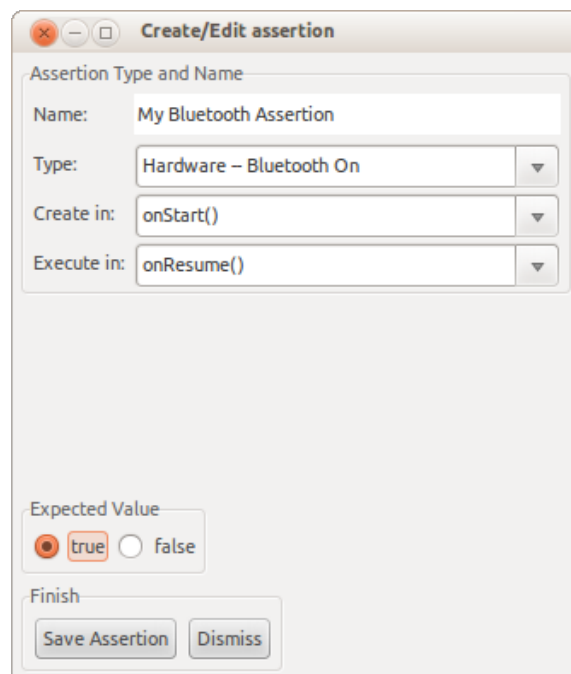 Create/Edit assertion
Assertion Type and Name
Name: My Bluetooth Assertion
Type: Hardware – Bluetooth On
Create in: onStart()
Execute in: onResume()
Expected Value
true false
Finish
Save Assertion Dismiss